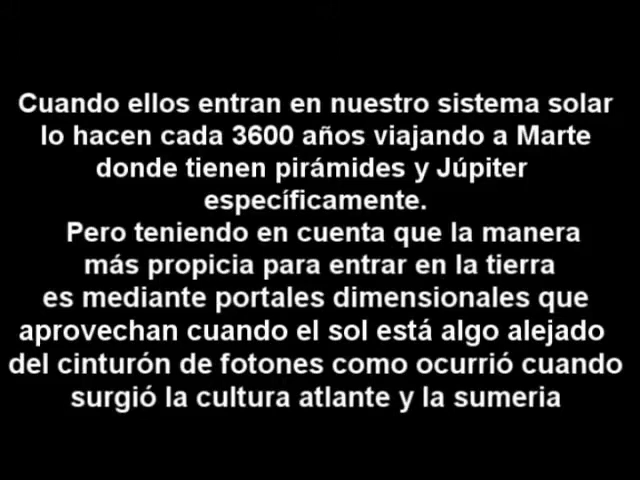 Cuando ellos entran en nuestro sistema solar
lo hacen cada 3600 años viajando a Marte
donde tienen pirámides y Júpiter
específicamente.
Pero teniendo en cuenta que la manera
más propicia para entrar en la tierra
es mediante portales dimensionales que
aprovechan cuando el sol está algo alejado
del cinturón de fotones como ocurrió cuando
surgió la cultura atlante y la sumeria